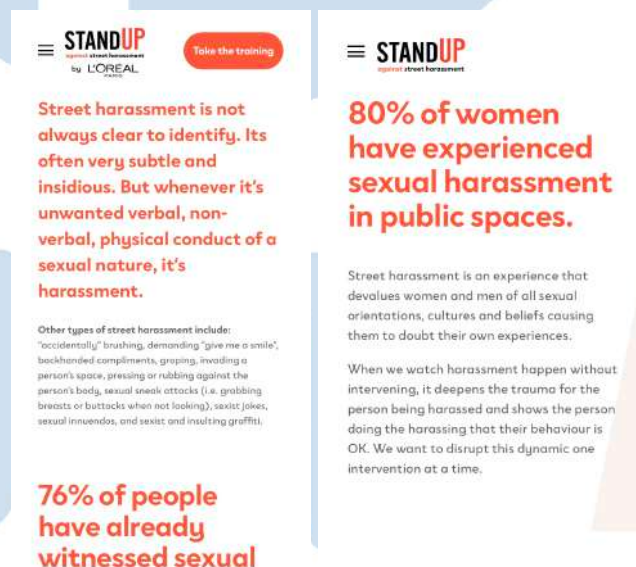 STANDUP
against street harassment
by L'ORÉAL
PARIS
Take the training
Street harassment is not
always clear to identify. Its
often very subtle and
insidious. But whenever it's
unwanted verbal, non-
verbal, physical conduct of a
sexual nature, it's
harassment.
Other types of street harassment include:
"accidentally" brushing, demanding "give me a smile",
backhanded compliments, groping, invading a
person's space, pressing or rubbing against the
person's body, sexual sneak attacks (i.e. grabbing
breasts or buttocks when not looking), sexist jokes,
sexual innuendos, and sexist and insulting graffiti.
76% of people
have already
witnessed sexual
STANDUP
against street harassment
80% of women
have experienced
sexual harassment
in public spaces.
Street harassment is an experience that
devalues women and men of all sexual
orientations, cultures and beliefs causing
them to doubt their own experiences.
When we watch harassment happen without
intervening, it deepens the trauma for the
person being harassed and shows the person
doing the harassing that their behaviour is
OK. We want to disrupt this dynamic one
intervention at a time.